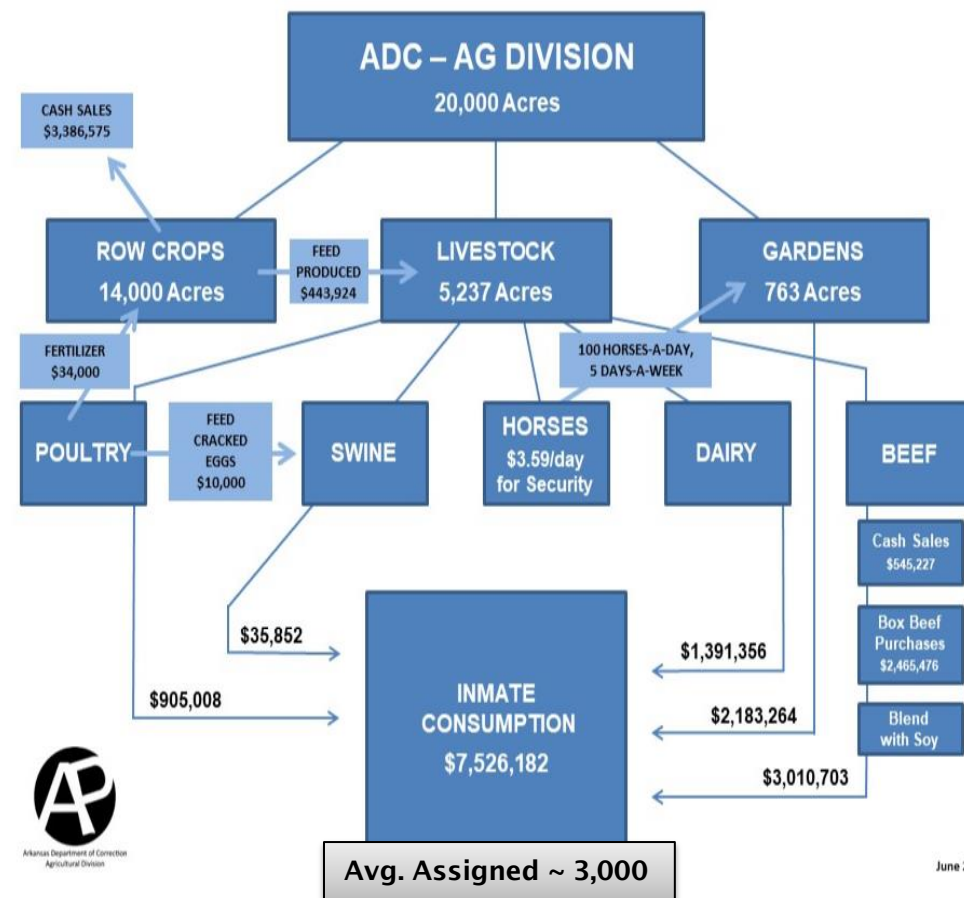 ADC – AG DIVISION
20,000 Acres
CASH SALES
$3,386,575
ROW CROPS
14,000 Acres
FEED
PRODUCED
$443,924
LIVESTOCK
5,237 Acres
GARDENS
763 Acres
FERTILIZER
$34,000
100 HORSES-A-DAY,
5 DAYS-A-WEEK
POULTRY
FEED
CRACKED
EGGS
$10,000
SWINE
HORSES
$3.59/day
for Security
DAIRY
BEEF
Cash Sales
$545,227
Box Beef
Purchases
$2,465,476
Blend
with Soy
$35,852
$905,008
INMATE
CONSUMPTION
$7,526,182
$1,391,356
$2,183,264
$3,010,703
AP
Arkansas Department of Correction
Agricultural Division
Avg. Assigned ~ 3,000
June